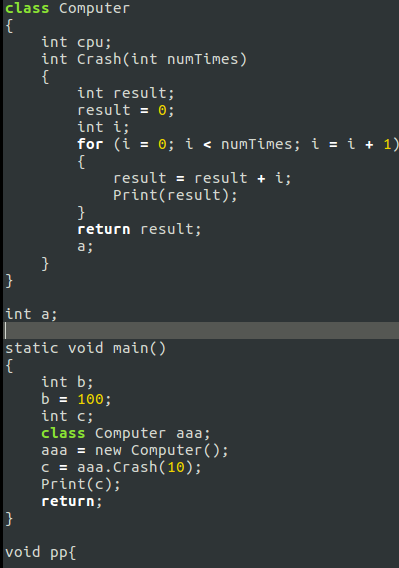 class Computer
{
    int cpu;
    int Crash(int numTimes)
    {
        int result;
        result = 0;
        int i;
        for (i = 0; i < numTimes; i = i + 1)
        {
            result = result + i;
            Print(result);
        }
        return result;
        a;
    }
}

int a;

static void main()
{
    int b;
    b = 100;
    int c;
    class Computer aaa;
    aaa = new Computer();
    c = aaa.Crash(10);
    Print(c);
    return;
}

void pp{